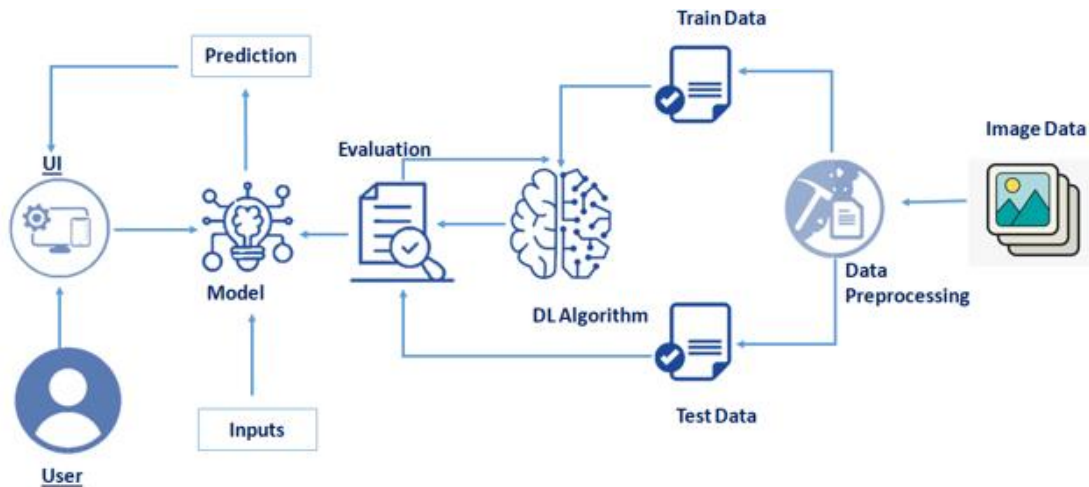 Train Data
Prediction
Image Data
Evaluation
UI
Model
Data
Preprocessing
DL Algorithm
Inputs
Test Data
User